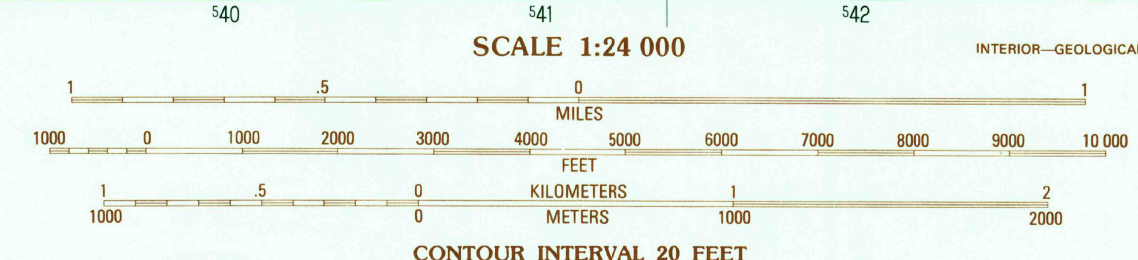 ⁵40 ⁵41 ⁵42
SCALE 1:24 000
INTERIOR—GEOLOGICAL
1 .5 0 1
MILES
1000 0 1000 2000 3000 4000 5000 6000 7000 8000 9000 10 000
FEET
1 .5 0 KILOMETERS 1 2
1000 0 METERS 1000 2000
CONTOUR INTERVAL 20 FEET